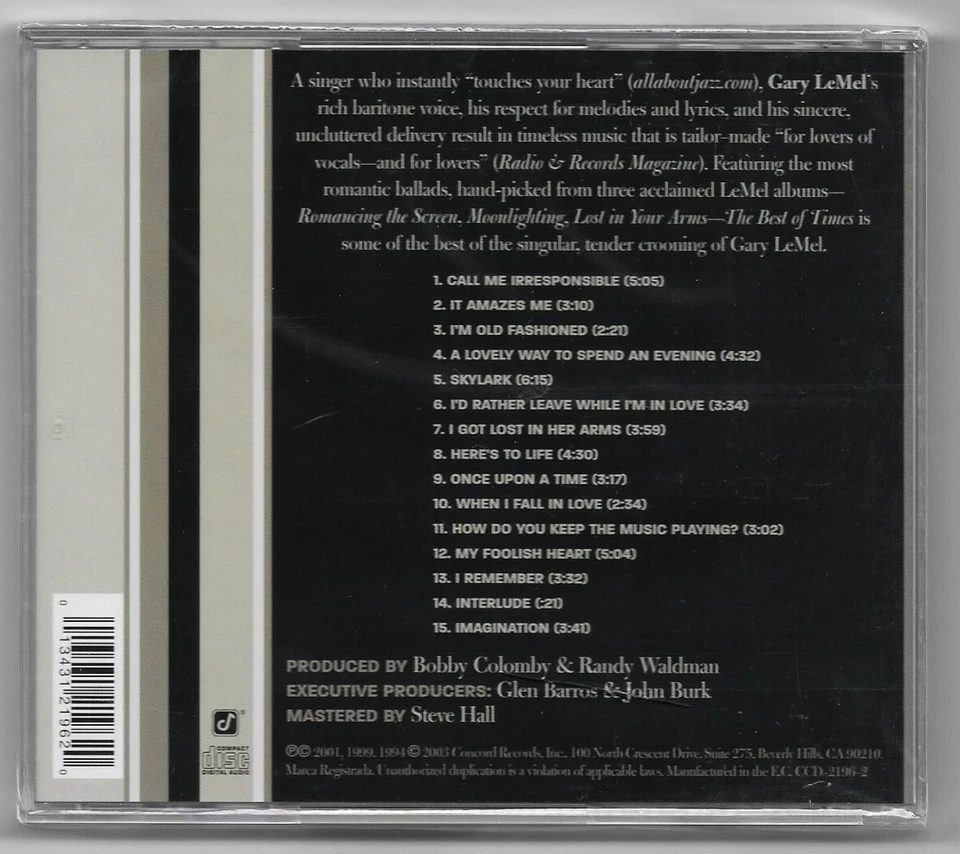 A singer who instantly “touches your heart” (allaboutjazz.com), Gary LeMel's
rich baritone voice, his respect for melodies and lyrics, and his sincere,
uncluttered delivery result in timeless music that is tailor-made “for lovers of
vocals—and for lovers” (Radio & Records Magazine). Featuring the most
romantic ballads, hand-picked from three acclaimed LeMel albums—
Romancing the Screen, Moonlighting, Lost in Your Arms—The Best of Times is
some of the best of the singular, tender crooning of Gary LeMel.
1. CALL ME IRRESPONSIBLE (5:05)
2. IT AMAZES ME (3:10)
3. I'M OLD FASHIONED (2:21)
4. A LOVELY WAY TO SPEND AN EVENING (4:32)
5. SKYLARK (6:15)
6. I'D RATHER LEAVE WHILE I'M IN LOVE (3:34)
7. I GOT LOST IN HER ARMS (3:59)
8. HERE'S TO LIFE (4:30)
9. ONCE UPON A TIME (3:17)
10. WHEN I FALL IN LOVE (2:34)
11. HOW DO YOU KEEP THE MUSIC PLAYING? (3:02)
12. MY FOOLISH HEART (5:04)
13. I REMEMBER (3:32)
14. INTERLUDE (:21)
15. IMAGINATION (3:41)
PRODUCED BY Bobby Colomby & Randy Waldman
EXECUTIVE PRODUCERS: Glen Barros & John Burk
MASTERED BY Steve Hall
℗© 2001, 1999, 1994 © 2003 Concord Records, Inc., 100 North Crescent Drive, Suite 275, Beverly Hills, CA 90210.
Marca Registrada. Unauthorized duplication is a violation of applicable laws. Manufactured in the E.C. CCD-2196-2
0 13431 21962 0
®
COMPACT
disc
DIGITAL AUDIO